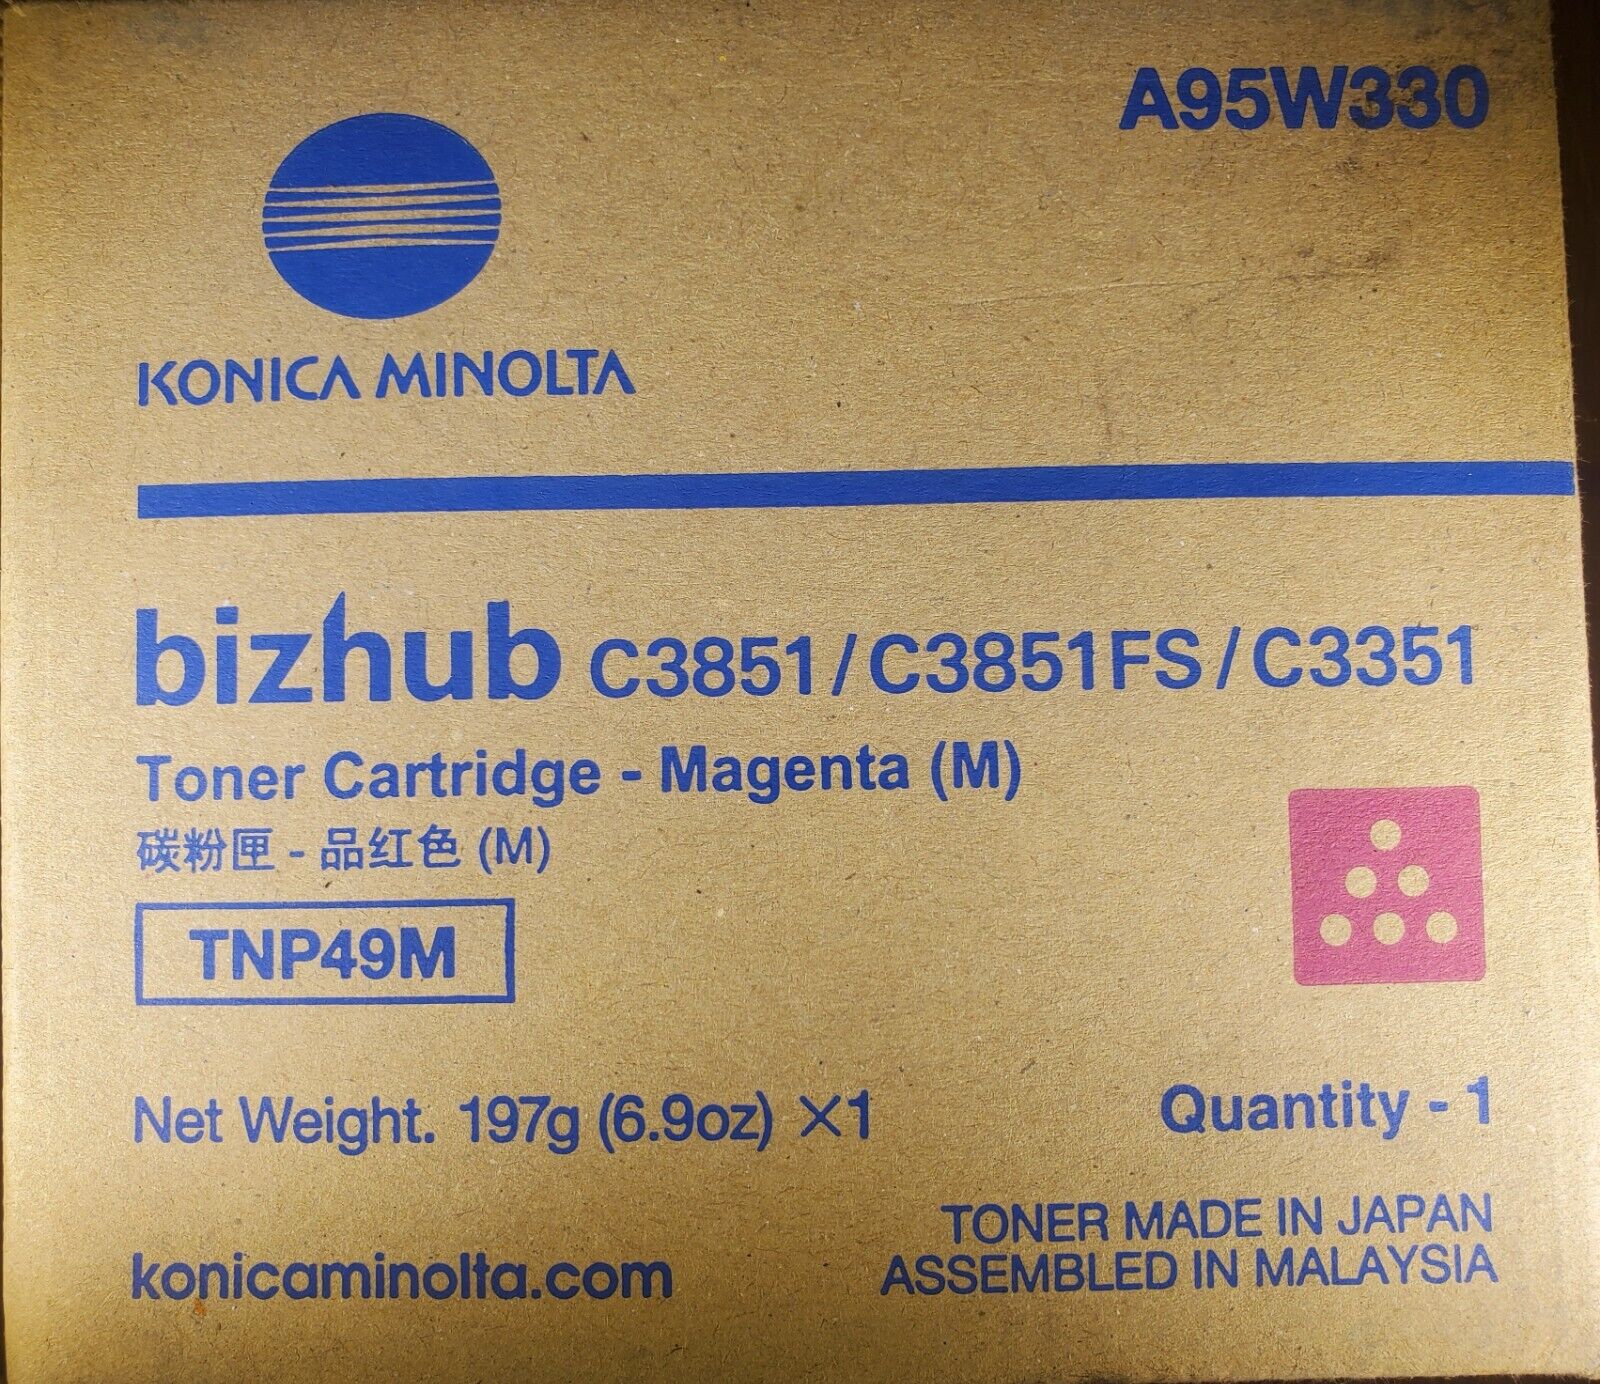 A95W330
KONICA MINOLTA
bizhub C3851/C3851FS/C3351
Toner Cartridge - Magenta (M)
碳粉匣 - 品红色 (M)
TNP49M
Net Weight. 197g (6.9oz) ×1
Quantity - 1
TONER MADE IN JAPAN
ASSEMBLED IN MALAYSIA
konicaminolta.com